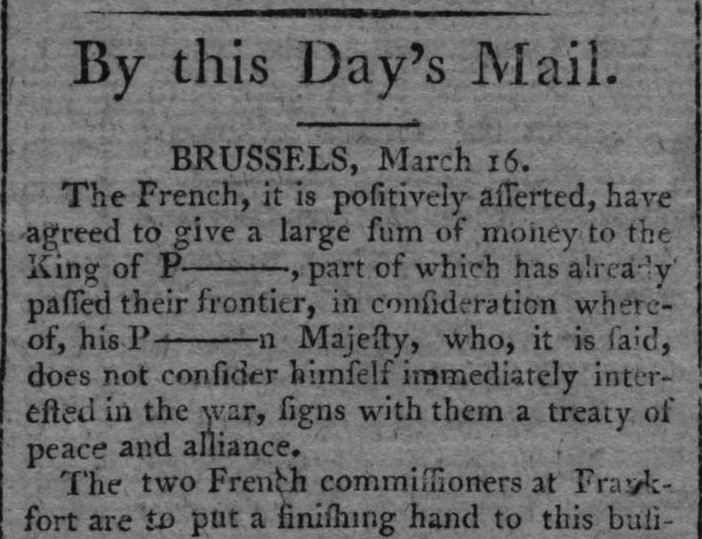 By this Day's Mail.
BRUSSELS, March 16.
The French, it is poſitively aſſerted, have
agreed to give a large ſum of money to the
King of P———, part of which has already
paſſed their frontier, in conſideration where-
of, his P———n Majeſty, who, it is ſaid,
does not conſider himſelf immediately inter-
eſted in the war, ſigns with them a treaty of
peace and alliance.
The two French commiſſioners at Frank-
fort are to put a finiſhing hand to this buſi-